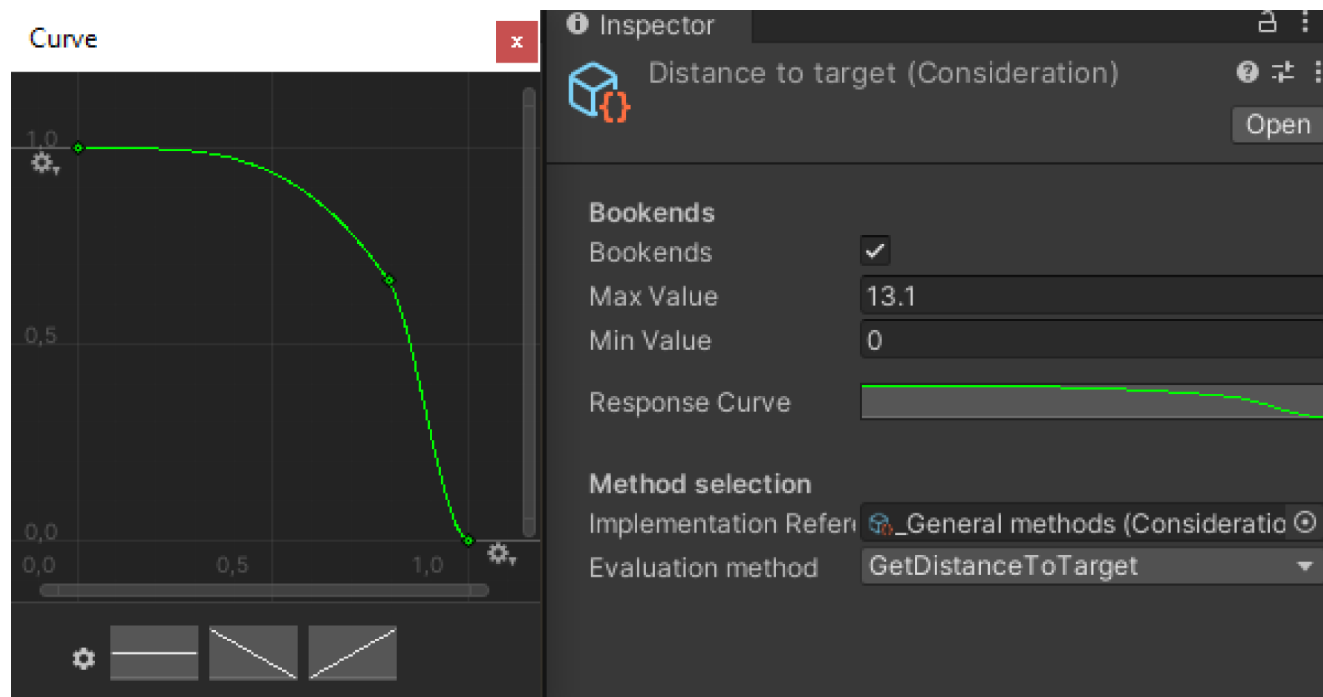 Curve
x
1,0
0,5
0,0
0,0
0,5
1,0
Inspector
Distance to target (Consideration)
Open
Bookends
Bookends
Max Value
13.1
Min Value
0
Response Curve
Method selection
Implementation Refer
_General methods (Consideratio
Evaluation method
GetDistanceToTarget